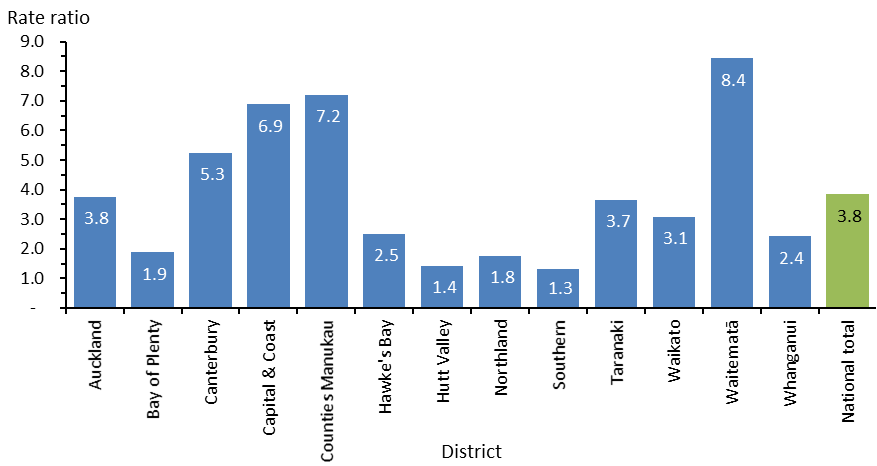 Rate ratio
9.0
8.0
7.0
6.0
5.0
4.0
3.0
2.0
1.0
-
3.8
1.9
5.3
6.9
7.2
2.5
1.4
1.8
1.3
3.7
3.1
8.4
2.4
3.8
Auckland
Bay of Plenty
Canterbury
Capital & Coast
Counties Manukau
Hawke's Bay
Hutt Valley
Northland
Southern
Taranaki
Waikato
Waitematā
Whanganui
National total
District